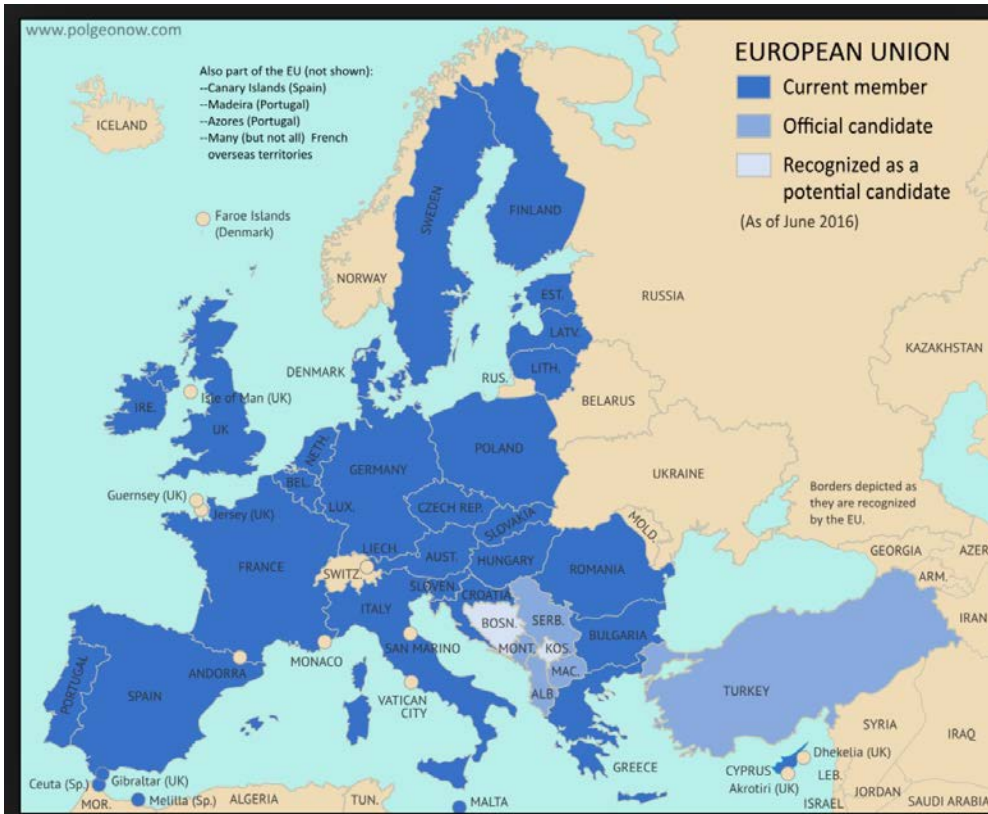 www.polgeonow.com
Also part of the EU (not shown):
--Canary Islands (Spain)
--Madeira (Portugal)
--Azores (Portugal)
--Many (but not all) French
overseas territories
EUROPEAN UNION
Current member
Official candidate
Recognized as a
potential candidate
(As of June 2016)
ICELAND
Faroe Islands
(Denmark)
SWEDEN
FINLAND
NORWAY
RUSSIA
EST.
LATV.
LITH.
RUS.
DENMARK
KAZAKHSTAN
BELARUS
Isle of Man (UK)
IRE.
UK
NETH.
POLAND
GERMANY
BEL.
UKRAINE
Guernsey (UK)
Jersey (UK)
LUX.
CZECH REP.
SLOVAKIA
MOLD.
Borders depicted as
they are recognized
by the EU.
LIECH.
AUST.
HUNGARY
FRANCE
SWITZ.
ROMANIA
GEORGIA
AZER
ARM.
SLOVEN.
CROATIA
ITALY
BOSN.
SERB.
IRAN
BULGARIA
MONT.
KOS.
SAN MARINO
MONACO
ANDORRA
MAC.
ALB.
PORTUGAL
SPAIN
VATICAN
CITY
TURKEY
SYRIA
IRAQ
GREECE
Dhekelia (UK)
CYPRUS
Akrotiri (UK)
LEB.
Ceuta (Sp.)
Gibraltar (UK)
MOR.
Melilla (Sp.)
ALGERIA
TUN.
MALTA
ISRAEL
JORDAN
SAUDI ARABIA